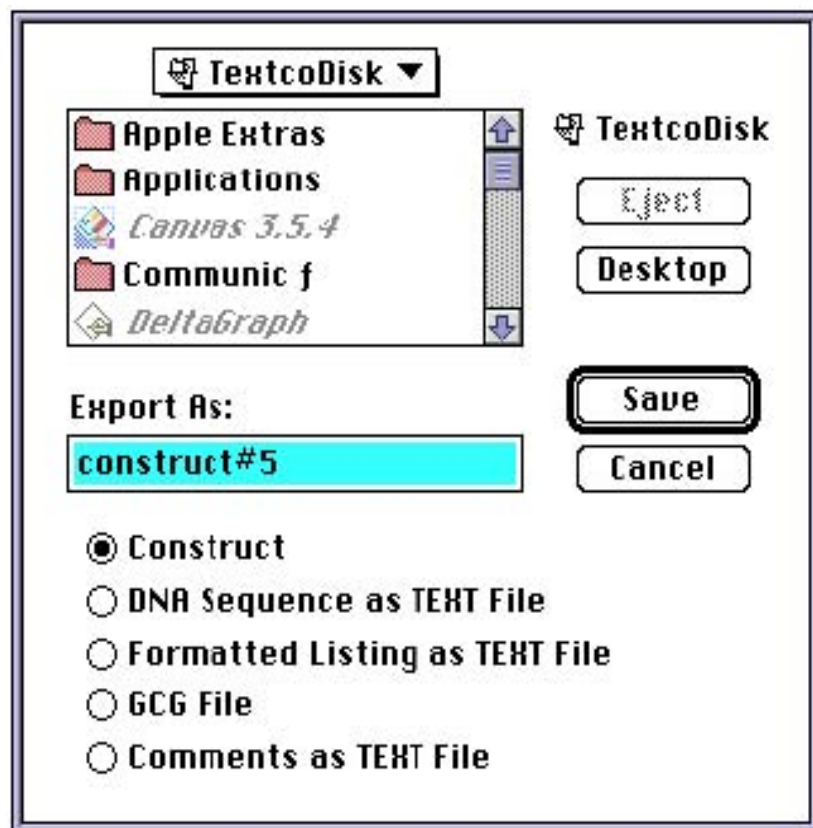 TextcoDisk
Apple Extras
TextcoDisk
Applications
Eject
Canvas 3.5.4
Desktop
Communic ƒ
DeltaGraph
Export As:
Save
construct#5
Cancel
Construct
DNA Sequence as TEXT File
Formatted Listing as TEXT File
GCG File
Comments as TEXT File